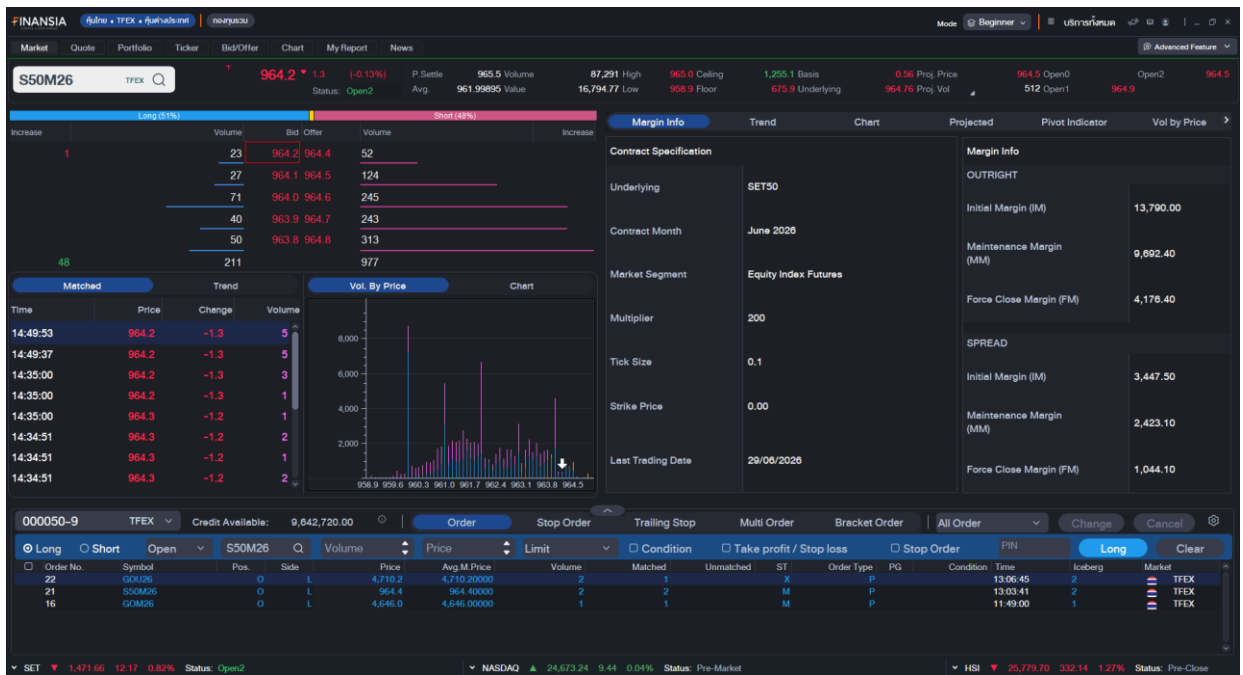 FINANSIA หุ้นไทย • TFEX • หุ้นต่างประเทศ กองทุนรวม Mode Beginner บริการทั้งหมด
Market Quote Portfolio Ticker Bid/Offer Chart My Report News Advanced Feature
S50M26 TFEX 964.2 1.3 (-0.13%) P.Settle 965.5 Volume 87,291 High 965.0 Ceiling 1,255.1 Basis 0.56 Proj. Price 964.5 Open0 Open2 964.5
Status: Open2 Avg. 961.99895 Value 16,794.77 Low 958.9 Floor 675.9 Underlying 964.76 Proj. Vol 512 Open1 964.9
Long (51%) Short (48%)
Increase Volume Bid Offer Volume Increase
1 23 964.2 964.4 52
27 964.1 964.5 124
71 964.0 964.6 245
40 963.9 964.7 243
50 963.8 964.8 313
48 211 977
Matched Trend
Time Price Change Volume
14:49:53 964.2 -1.3 5
14:49:37 964.2 -1.3 5
14:35:00 964.2 -1.3 3
14:35:00 964.2 -1.3 1
14:35:00 964.3 -1.2 1
14:34:51 964.3 -1.2 2
14:34:51 964.3 -1.2 1
14:34:51 964.3 -1.2 2
Vol. By Price Chart
8,000
6,000
4,000
2,000
958.9 959.6 960.3 961.0 961.7 962.4 963.1 963.8 964.5
Margin Info Trend Chart Projected Pivot Indicator Vol by Price
Contract Specification
Underlying SET50
Contract Month June 2026
Market Segment Equity Index Futures
Multiplier 200
Tick Size 0.1
Strike Price 0.00
Last Trading Date 29/06/2026
Margin Info
OUTRIGHT
Initial Margin (IM) 13,790.00
Maintenance Margin
(MM) 9,692.40
Force Close Margin (FM) 4,176.40
SPREAD
Initial Margin (IM) 3,447.50
Maintenance Margin
(MM) 2,423.10
Force Close Margin (FM) 1,044.10
000050-9 TFEX Credit Available: 9,642,720.00 Order Stop Order Trailing Stop Multi Order Bracket Order All Order Change Cancel
Long Short Open S50M26 Volume Price Limit Condition Take profit / Stop loss Stop Order PIN Long Clear
Order No. Symbol Pos. Side Price Avg.M.Price Volume Matched Unmatched ST Order Type PG Condition Time Iceberg Market
22 GOU26 O L 4,710.2 4,710.20000 2 1 X P 13:06:45 2 TFEX
21 S50M26 O L 964.4 964.40000 2 2 M P 13:03:41 2 TFEX
16 GOM26 O L 4,646.0 4,646.00000 1 1 M P 11:49:00 1 TFEX
SET 1,471.66 12.17 0.82% Status: Open2 NASDAQ 24,673.24 9.44 0.04% Status: Pre-Market HSI 25,779.70 332.14 1.27% Status: Pre-Close